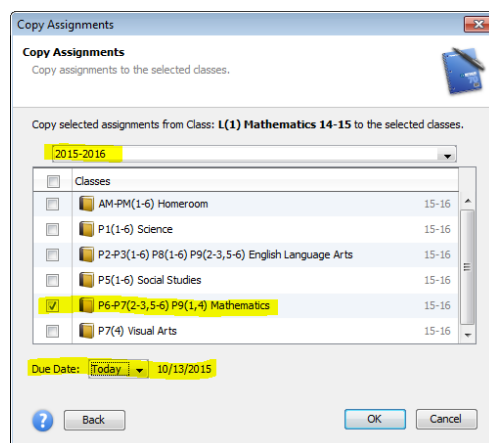 Copy Assignments
Copy Assignments
Copy assignments to the selected classes.
Copy selected assignments from Class: L(1) Mathematics 14-15 to the selected classes.
2015-2016
Classes
AM-PM(1-6) Homeroom 15-16
P1(1-6) Science 15-16
P2-P3(1-6) P8(1-6) P9(2-3,5-6) English Language Arts 15-16
P5(1-6) Social Studies 15-16
P6-P7(2-3,5-6) P9(1,4) Mathematics 15-16
P7(4) Visual Arts 15-16
Due Date: Today 10/13/2015
? Back OK Cancel